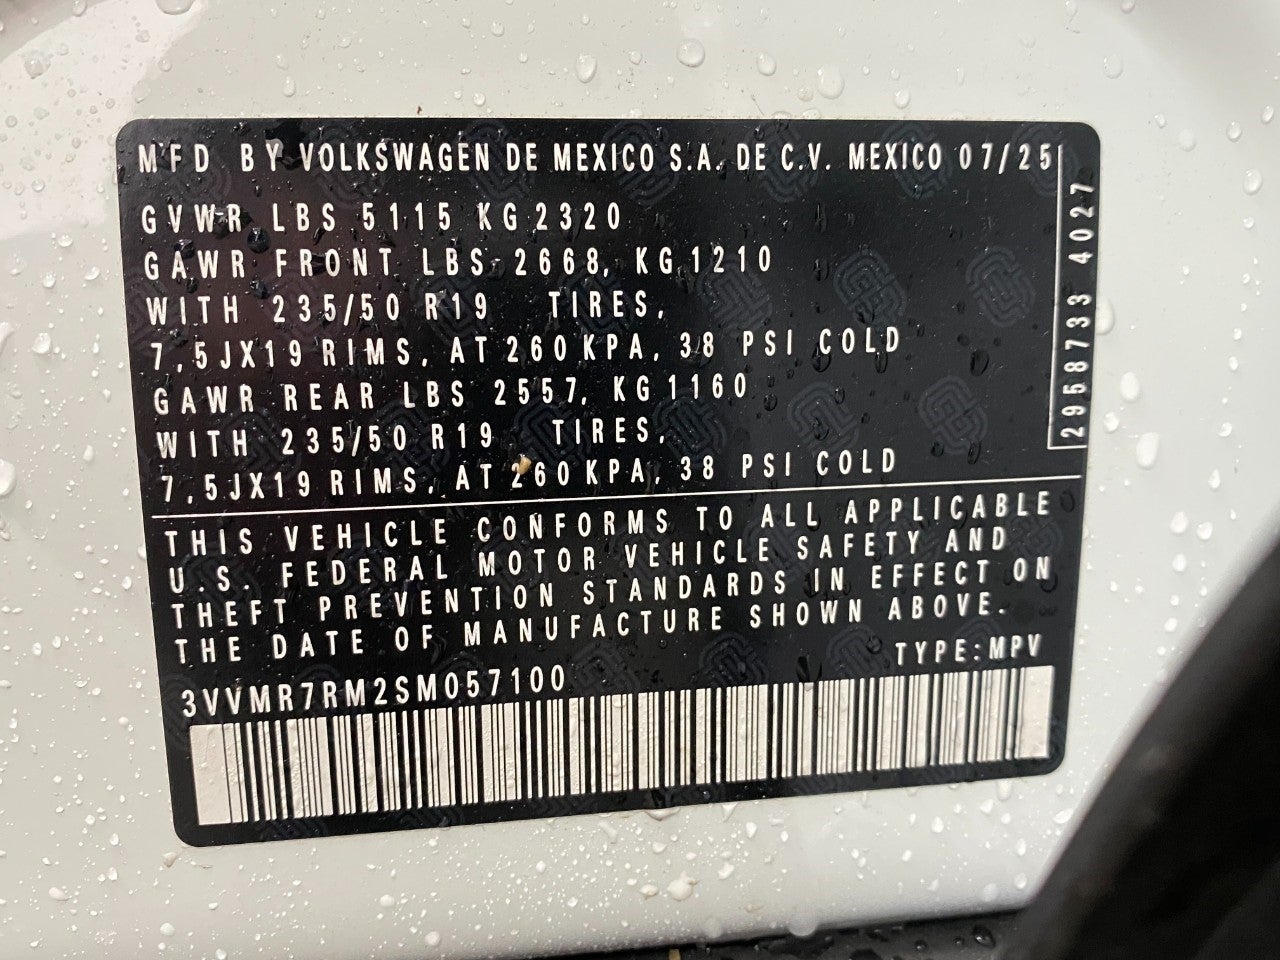 MFD BY VOLKSWAGEN DE MEXICO S.A. DE C.V. MEXICO 07/25
GVWR LBS 5115 KG 2320
GAWR FRONT LBS 2668, KG 1210
WITH 235/50 R19 TIRES,
7,5JX19 RIMS, AT 260 KPA, 38 PSI COLD
GAWR REAR LBS 2557, KG 1160
WITH 235/50 R19 TIRES,
7,5JX19 RIMS, AT 260 KPA, 38 PSI COLD
2958733 4027
THIS VEHICLE CONFORMS TO ALL APPLICABLE
U.S. FEDERAL MOTOR VEHICLE SAFETY AND
THEFT PREVENTION STANDARDS IN EFFECT ON
THE DATE OF MANUFACTURE SHOWN ABOVE.
TYPE:MPV
3VVMR7RM2SM057100